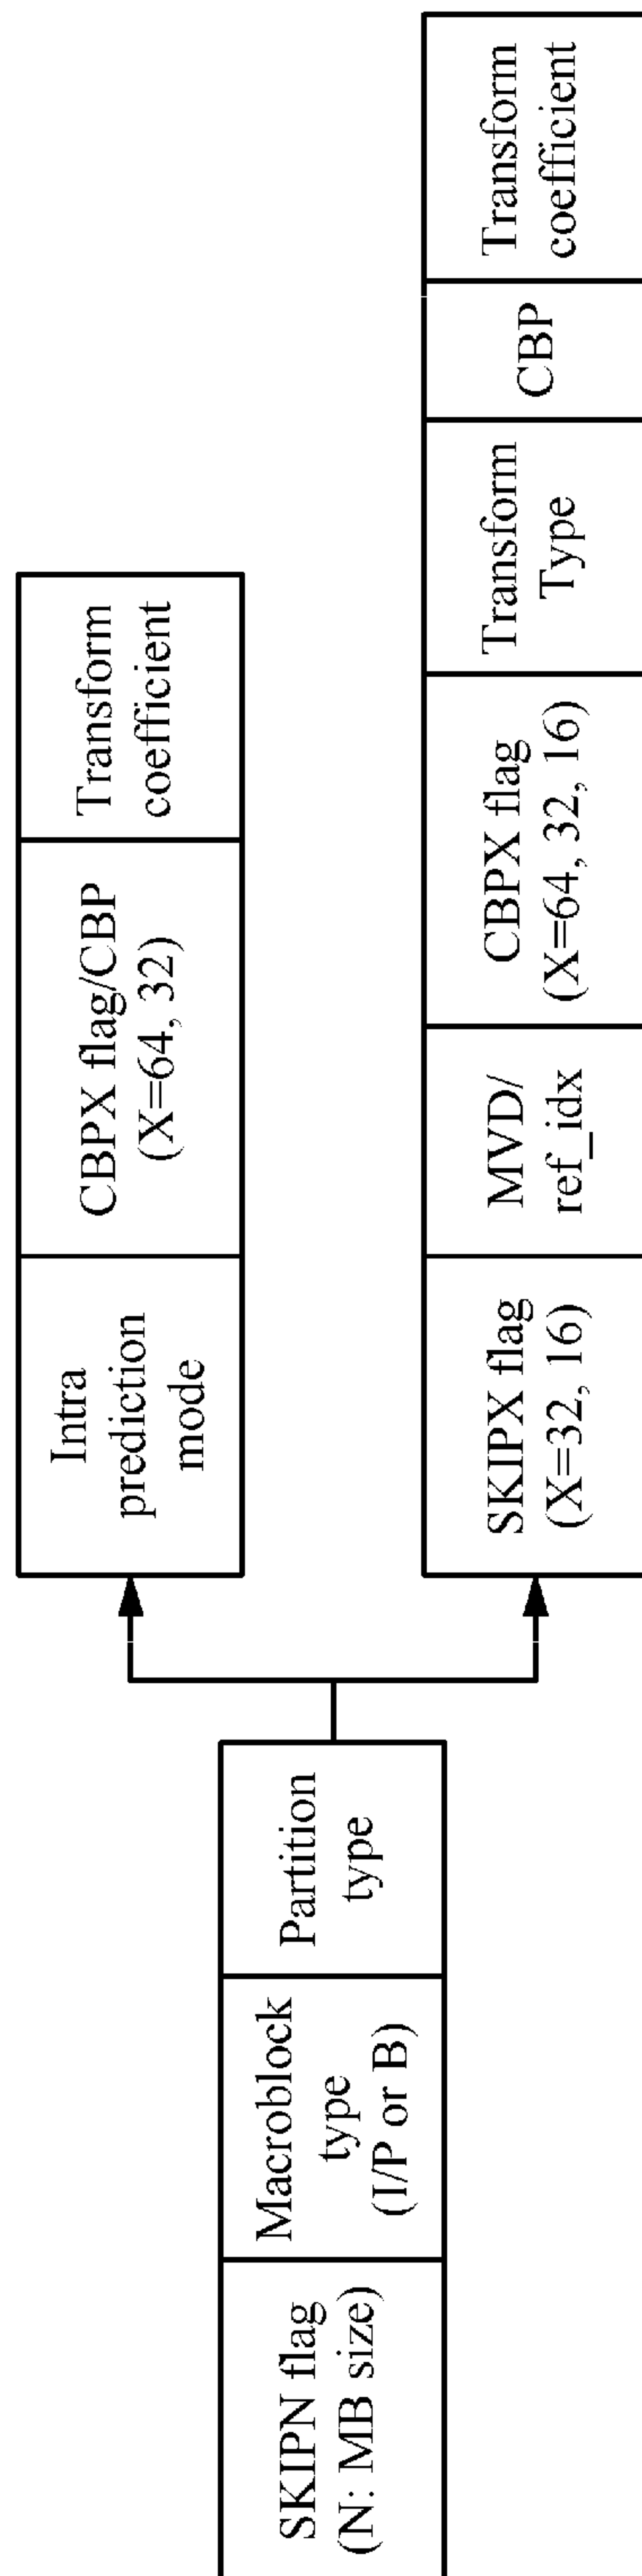 SKIPN flag
(N: MB size)
Macroblock
type
(I/P or B)
Partition
type
Intra
prediction
mode
CBPX flag/CBP
(X=64, 32)
Transform
coefficient
SKIPX flag
(X=32, 16)
MVD/
ref_idx
CBPX flag
(X=64, 32, 16)
Transform
Type
CBP
Transform
coefficient